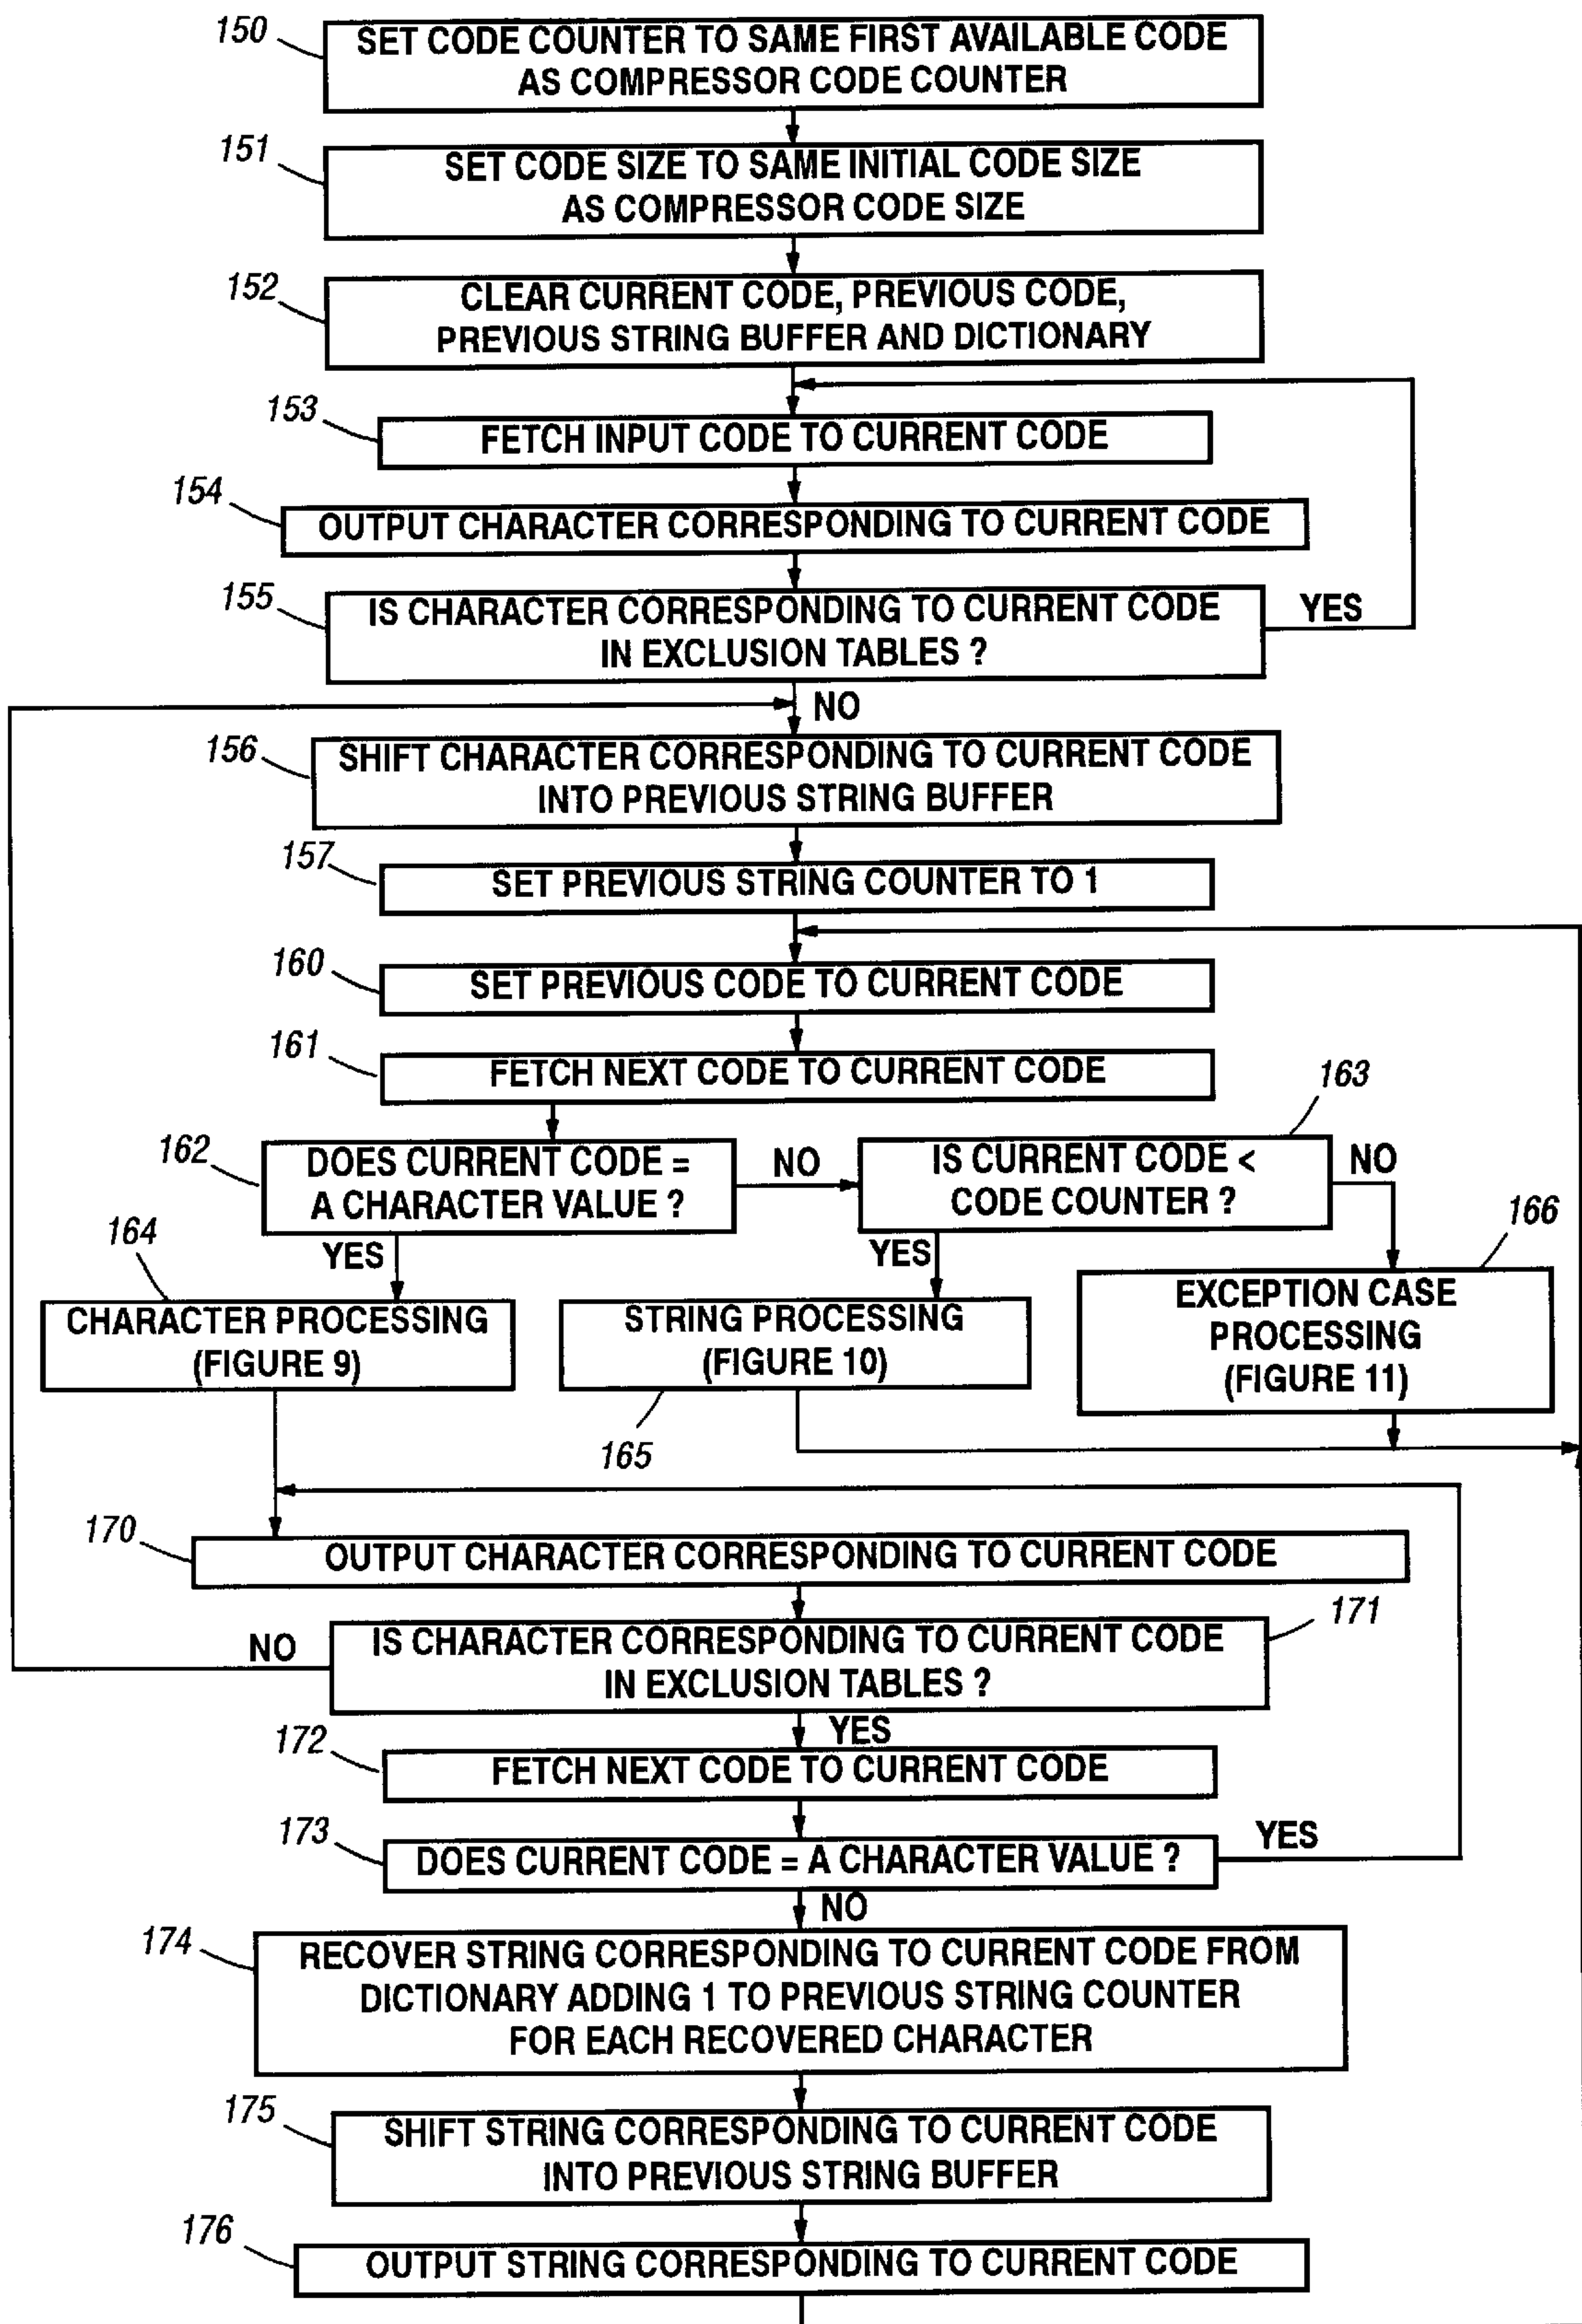 150
SET CODE COUNTER TO SAME FIRST AVAILABLE CODE
AS COMPRESSOR CODE COUNTER
151
SET CODE SIZE TO SAME INITIAL CODE SIZE
AS COMPRESSOR CODE SIZE
152
CLEAR CURRENT CODE, PREVIOUS CODE,
PREVIOUS STRING BUFFER AND DICTIONARY
153
FETCH INPUT CODE TO CURRENT CODE
154
OUTPUT CHARACTER CORRESPONDING TO CURRENT CODE
155
IS CHARACTER CORRESPONDING TO CURRENT CODE
IN EXCLUSION TABLES ?
YES
NO
156
SHIFT CHARACTER CORRESPONDING TO CURRENT CODE
INTO PREVIOUS STRING BUFFER
157
SET PREVIOUS STRING COUNTER TO 1
160
SET PREVIOUS CODE TO CURRENT CODE
161
FETCH NEXT CODE TO CURRENT CODE
162
DOES CURRENT CODE =
A CHARACTER VALUE ?
NO
YES
163
IS CURRENT CODE <
CODE COUNTER ?
NO
YES
164
CHARACTER PROCESSING
(FIGURE 9)
STRING PROCESSING
(FIGURE 10)
165
166
EXCEPTION CASE
PROCESSING
(FIGURE 11)
170
OUTPUT CHARACTER CORRESPONDING TO CURRENT CODE
171
IS CHARACTER CORRESPONDING TO CURRENT CODE
IN EXCLUSION TABLES ?
NO
YES
172
FETCH NEXT CODE TO CURRENT CODE
173
DOES CURRENT CODE = A CHARACTER VALUE ?
YES
NO
174
RECOVER STRING CORRESPONDING TO CURRENT CODE FROM
DICTIONARY ADDING 1 TO PREVIOUS STRING COUNTER
FOR EACH RECOVERED CHARACTER
175
SHIFT STRING CORRESPONDING TO CURRENT CODE
INTO PREVIOUS STRING BUFFER
176
OUTPUT STRING CORRESPONDING TO CURRENT CODE